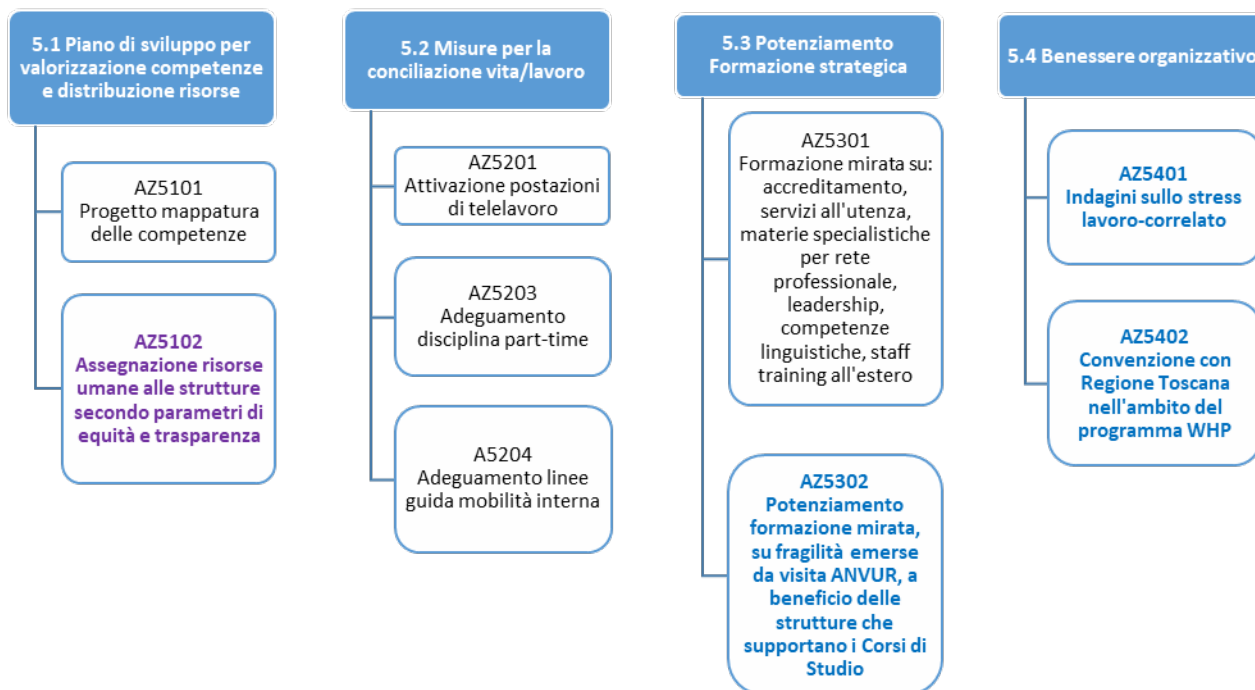 5.1 Piano di sviluppo per
valorizzazione competenze
e distribuzione risorse
AZ5101
Progetto mappatura
delle competenze
AZ5102
Assegnazione risorse
umane alle strutture
secondo parametri di
equità e trasparenza
5.2 Misure per la
conciliazione vita/lavoro
AZ5201
Attivazione postazioni
di telelavoro
AZ5203
Adeguamento
disciplina part-time
A5204
Adeguamento linee
guida mobilità interna
5.3 Potenziamento
Formazione strategica
AZ5301
Formazione mirata su:
accreditamento,
servizi all'utenza,
materie specialistiche
per rete
professionale,
leadership,
competenze
linguistiche, staff
training all'estero
AZ5302
Potenziamento
formazione mirata,
su fragilità emerse
da visita ANVUR, a
beneficio delle
strutture che
supportano i Corsi di
Studio
5.4 Benessere organizzativo
AZ5401
Indagini sullo stress
lavoro-correlato
AZ5402
Convenzione con
Regione Toscana
nell'ambito del
programma WHP